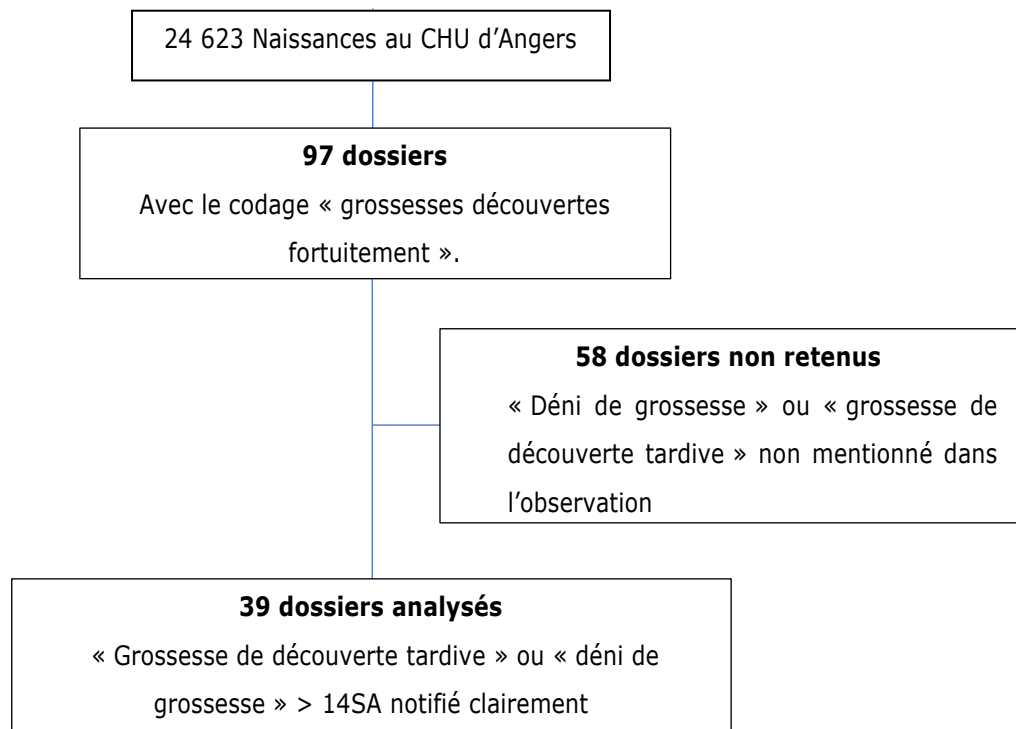 24 623 Naissances au CHU d’Angers
97 dossiers
Avec le codage « grossesses découvertes
fortuitement ».
58 dossiers non retenus
« Déni de grossesse » ou « grossesse de
découverte tardive » non mentionné dans
l’observation
39 dossiers analysés
« Grossesse de découverte tardive » ou « déni de
grossesse » > 14SA notifié clairement